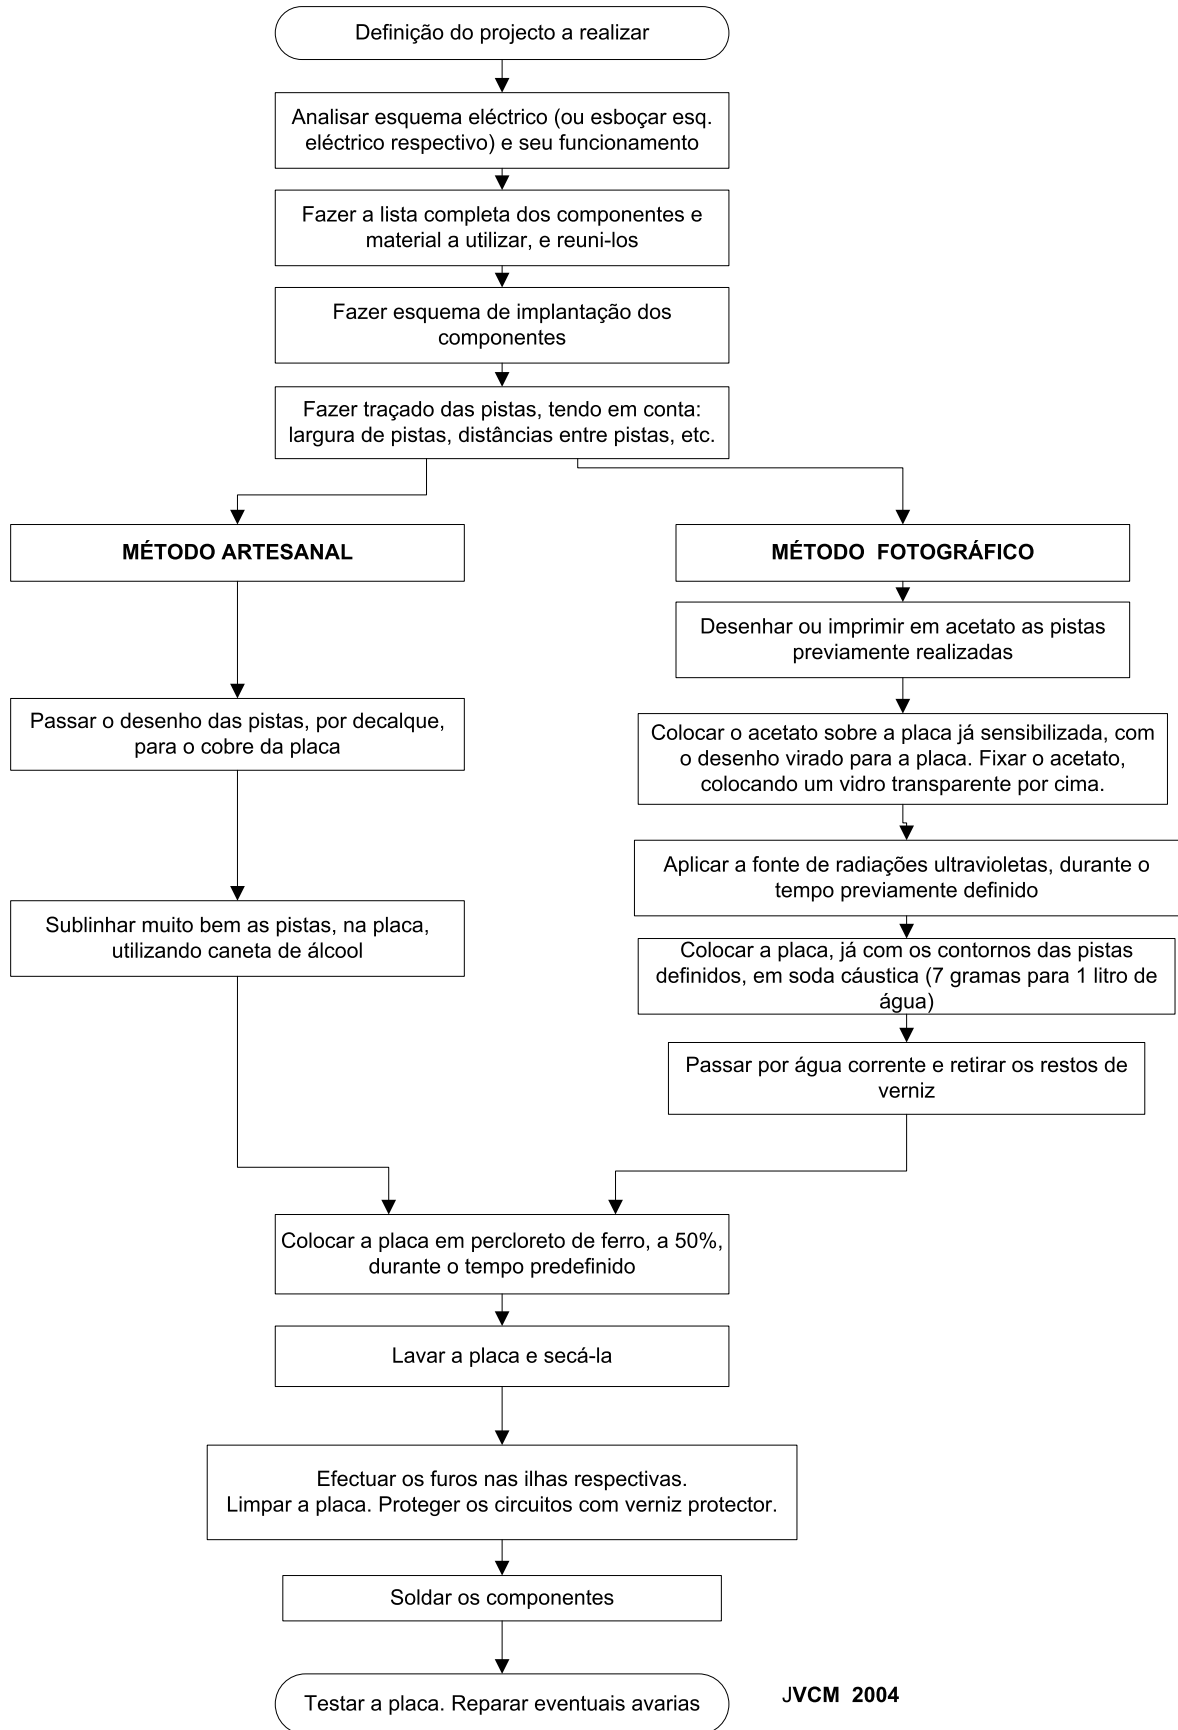 Definição do projecto a realizar
Analisar esquema eléctrico (ou esboçar esq.
eléctrico respectivo) e seu funcionamento
Fazer a lista completa dos componentes e
material a utilizar, e reuni-los
Fazer esquema de implantação dos
componentes
Fazer traçado das pistas, tendo em conta:
largura de pistas, distâncias entre pistas, etc.
MÉTODO ARTESANAL
Passar o desenho das pistas, por decalque,
para o cobre da placa
Sublinhar muito bem as pistas, na placa,
utilizando caneta de álcool
MÉTODO FOTOGRÁFICO
Desenhar ou imprimir em acetato as pistas
previamente realizadas
Colocar o acetato sobre a placa já sensibilizada, com
o desenho virado para a placa. Fixar o acetato,
colocando um vidro transparente por cima.
Aplicar a fonte de radiações ultravioletas, durante o
tempo previamente definido
Colocar a placa, já com os contornos das pistas
definidos, em soda cáustica (7 gramas para 1 litro de
água)
Passar por água corrente e retirar os restos de
verniz
Colocar a placa em percloreto de ferro, a 50%,
durante o tempo predefinido
Lavar a placa e secá-la
Efectuar os furos nas ilhas respectivas.
Limpar a placa. Proteger os circuitos com verniz protector.
Soldar os componentes
Testar a placa. Reparar eventuais avarias
JVCM 2004